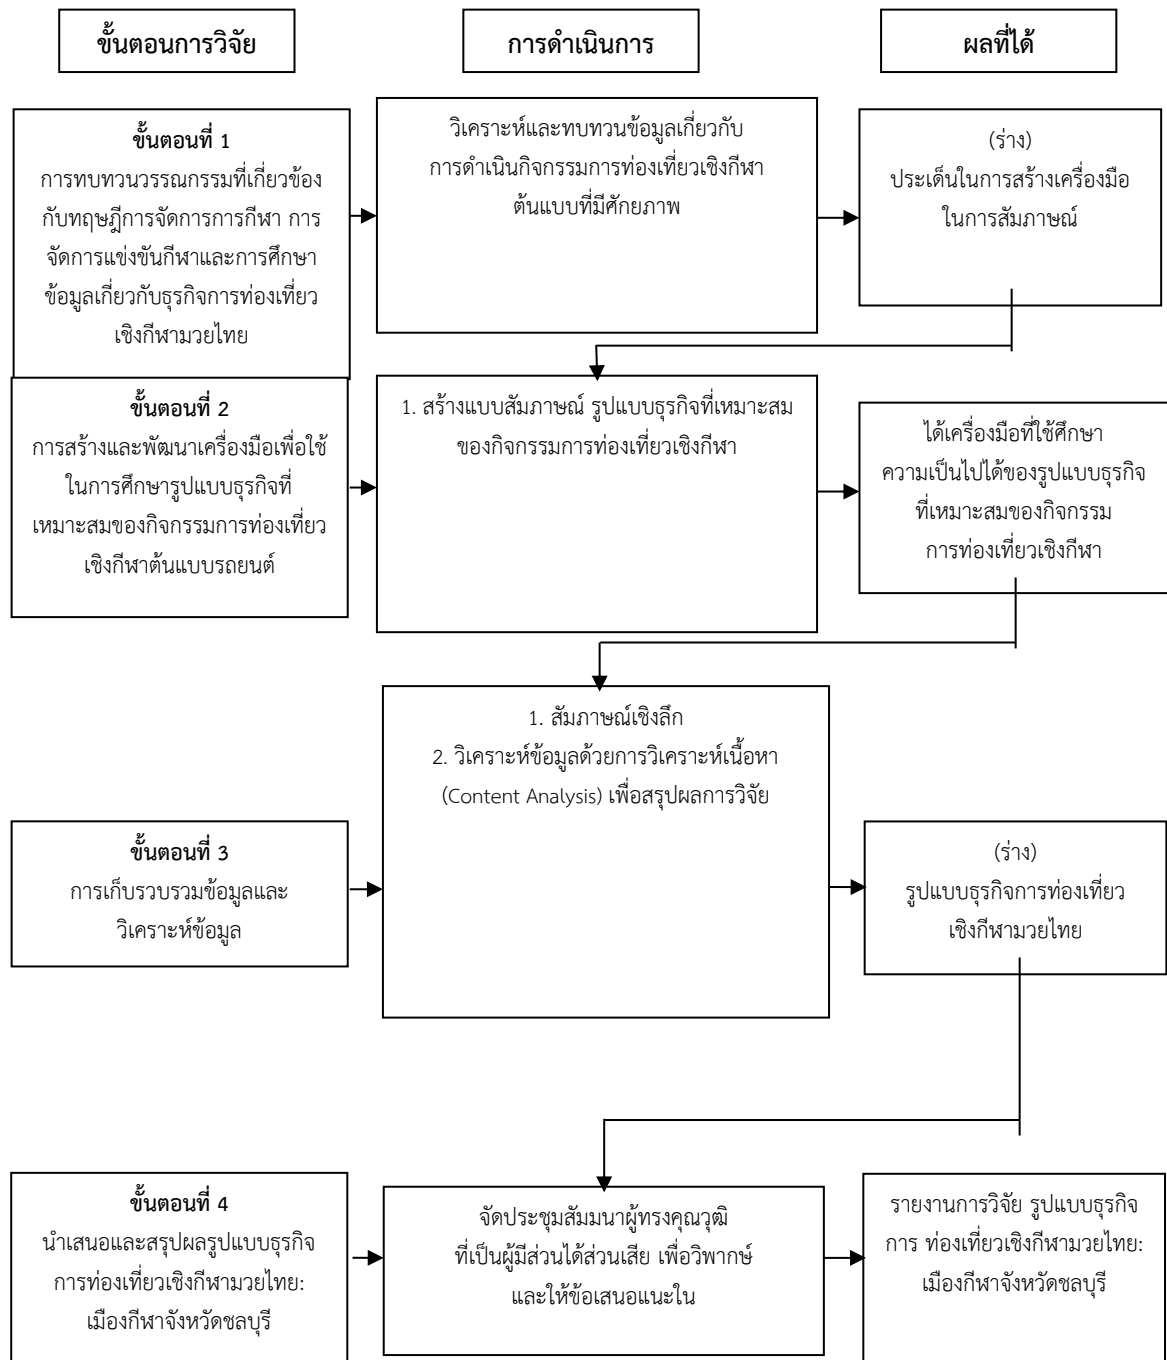 ขั้นตอนการวิจัย
การดำเนินการ
ผลที่ได้
ขั้นตอนที่ 1
การทบทวนวรรณกรรมที่เกี่ยวข้อง
กับทฤษฎีการจัดการการกีฬา การ
จัดการแข่งขันกีฬาและการศึกษา
ข้อมูลเกี่ยวกับธุรกิจการท่องเที่ยว
เชิงกีฬามวยไทย
วิเคราะห์และทบทวนข้อมูลเกี่ยวกับ
การดำเนินกิจกรรมการท่องเที่ยวเชิงกีฬา
ต้นแบบที่มีศักยภาพ
(ร่าง)
ประเด็นในการสร้างเครื่องมือ
ในการสัมภาษณ์
ขั้นตอนที่ 2
การสร้างและพัฒนาเครื่องมือเพื่อใช้
ในการศึกษารูปแบบธุรกิจที่
เหมาะสมของกิจกรรมการท่องเที่ยว
เชิงกีฬาต้นแบบรถยนต์
1. สร้างแบบสัมภาษณ์ รูปแบบธุรกิจที่เหมาะสม
ของกิจกรรมการท่องเที่ยวเชิงกีฬา
ได้เครื่องมือที่ใช้ศึกษา
ความเป็นไปได้ของรูปแบบธุรกิจ
ที่เหมาะสมของกิจกรรม
การท่องเที่ยวเชิงกีฬา
ขั้นตอนที่ 3
การเก็บรวบรวมข้อมูลและ
วิเคราะห์ข้อมูล
1. สัมภาษณ์เชิงลึก
2. วิเคราะห์ข้อมูลด้วยการวิเคราะห์เนื้อหา
(Content Analysis) เพื่อสรุปผลการวิจัย
(ร่าง)
รูปแบบธุรกิจการท่องเที่ยว
เชิงกีฬามวยไทย
ขั้นตอนที่ 4
นำเสนอและสรุปผลรูปแบบธุรกิจ
การท่องเที่ยวเชิงกีฬามวยไทย:
เมืองกีฬาจังหวัดชลบุรี
จัดประชุมสัมมนาผู้ทรงคุณวุฒิ
ที่เป็นผู้มีส่วนได้ส่วนเสีย เพื่อวิพากษ์
และให้ข้อเสนอแนะใน
รายงานการวิจัย รูปแบบธุรกิจ
การ ท่องเที่ยวเชิงกีฬามวยไทย:
เมืองกีฬาจังหวัดชลบุรี